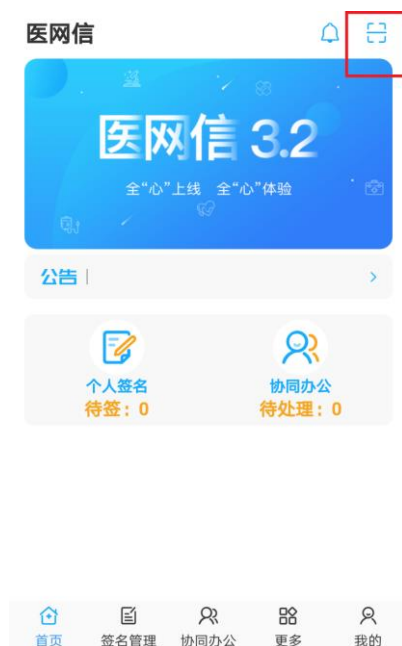 医网信
医网信 3.2
全“心”上线 全“心”体验
公告
个人签名
待签：0
协同办公
待处理：0
首页
签名管理
协同办公
更多
我的